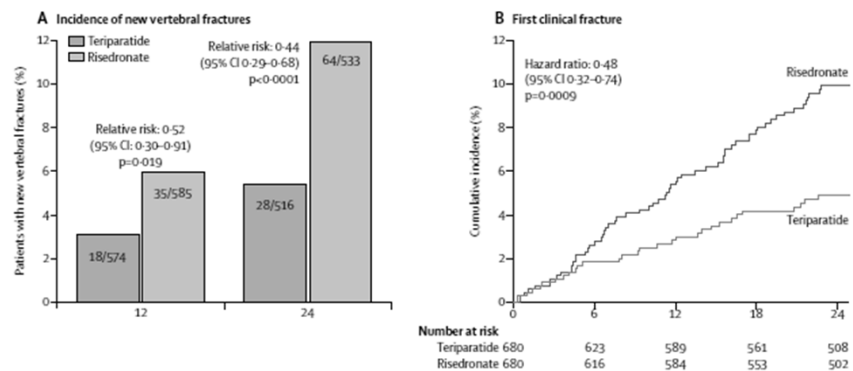 A Incidence of new vertebral fractures
Teriparatide
Risedronate
Relative risk: 0·44
(95% CI 0·29–0·68)
p<0·0001
Relative risk: 0·52
(95% CI: 0·30–0·91)
p=0·019
Patients with new vertebral fractures (%)
12
10
8
6
4
2
0
18/574
35/585
28/516
64/533
12
24
B First clinical fracture
Hazard ratio: 0·48
(95% CI 0·32–0·74)
p=0·0009
Cumulative incidence (%)
12
10
8
6
4
2
0
Risedronate
Teriparatide
0 6 12 18 24
Number at risk
Teriparatide 680 623 589 561 508
Risedronate 680 616 584 553 502